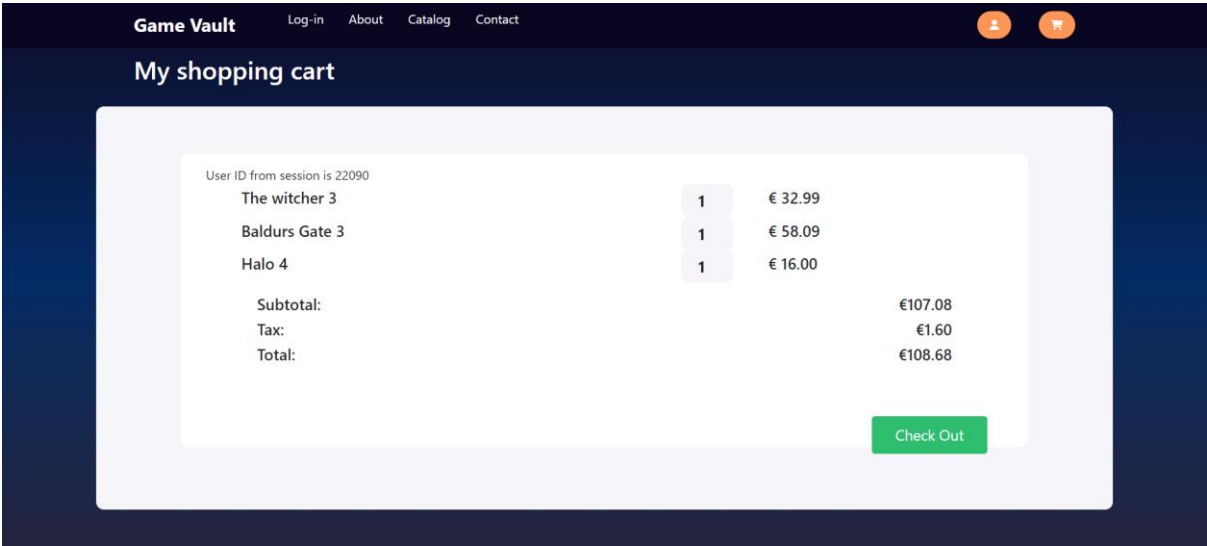 Game Vault Log-in About Catalog Contact
My shopping cart
User ID from session is 22090
The witcher 3 1 € 32.99
Baldurs Gate 3 1 € 58.09
Halo 4 1 € 16.00
Subtotal: €107.08
Tax: €1.60
Total: €108.68
Check Out